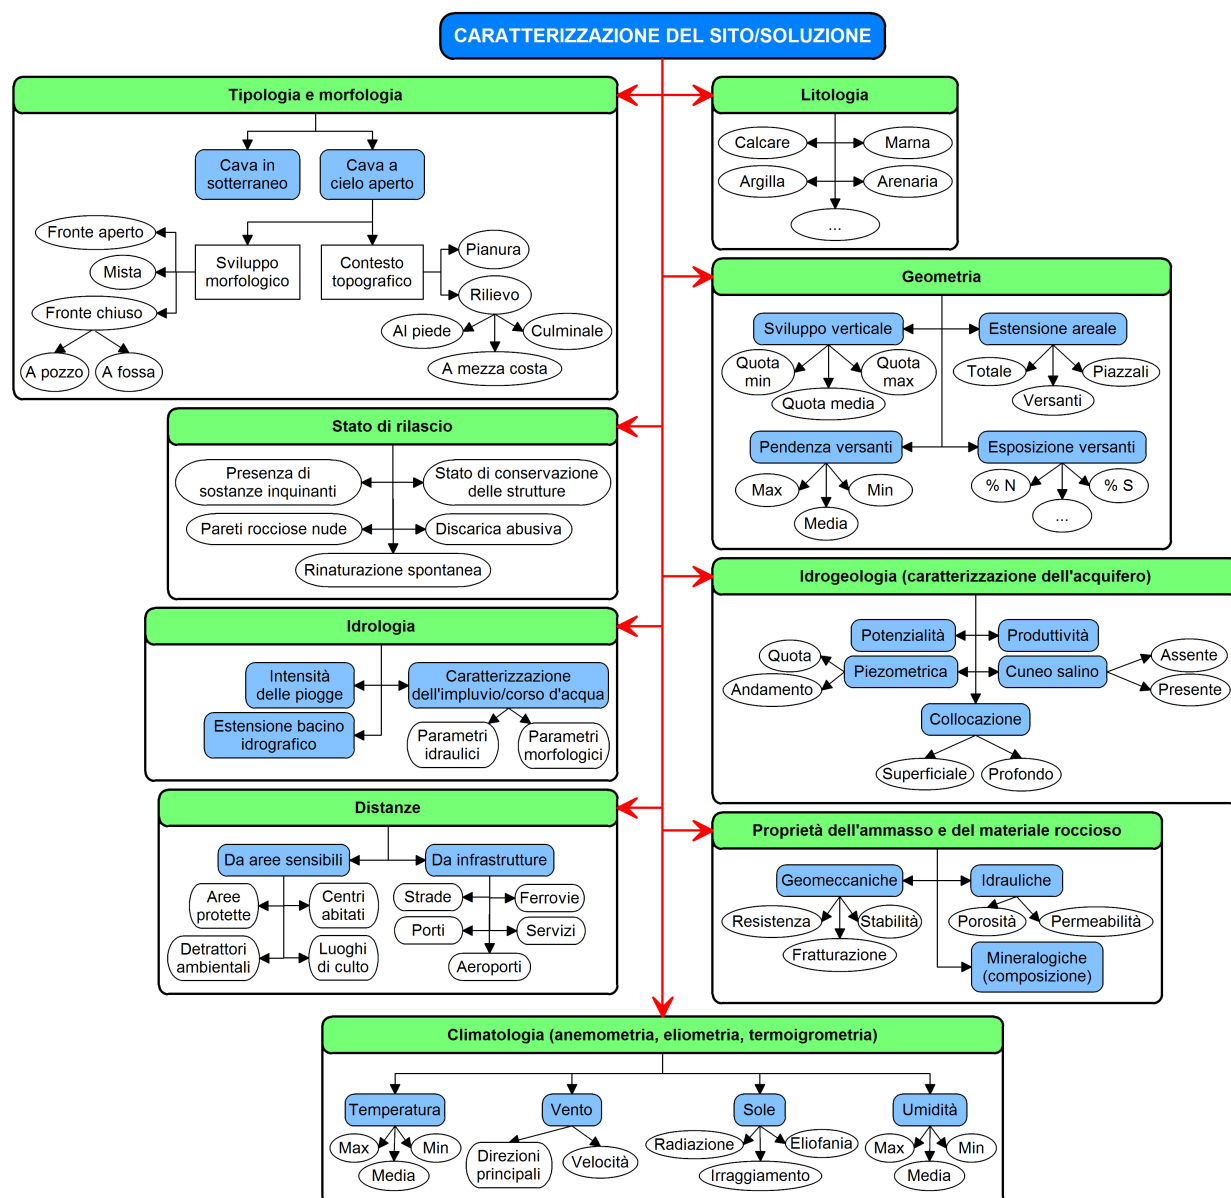 CARATTERIZZAZIONE DEL SITO/SOLUZIONE
Tipologia e morfologia
Cava in
sotterraneo
Cava a
cielo aperto
Fronte aperto
Mista
Fronte chiuso
A pozzo
A fossa
Sviluppo
morfologico
Contesto
topografico
Pianura
Rilievo
Al piede
Culminale
A mezza costa
Litologia
Calcare
Marna
Argilla
Arenaria
...
Geometria
Sviluppo verticale
Estensione areale
Quota
min
Quota
max
Quota media
Totale
Piazzali
Versanti
Pendenza versanti
Esposizione versanti
Max
Min
Media
% N
% S
...
Stato di rilascio
Presenza di
sostanze inquinanti
Stato di conservazione
delle strutture
Pareti rocciose nude
Discarica abusiva
Rinaturazione spontanea
Idrogeologia (caratterizzazione dell'acquifero)
Potenzialità
Produttività
Quota
Piezometrica
Cuneo salino
Assente
Andamento
Presente
Collocazione
Superficiale
Profondo
Idrologia
Intensità
delle piogge
Caratterizzazione
dell'impluvio/corso d'acqua
Estensione bacino
idrografico
Parametri
idraulici
Parametri
morfologici
Distanze
Da aree sensibili
Da infrastrutture
Aree
protette
Centri
abitati
Detrattori
ambientali
Luoghi
di culto
Strade
Ferrovie
Porti
Servizi
Aeroporti
Proprietà dell'ammasso e del materiale roccioso
Geomeccaniche
Idrauliche
Resistenza
Stabilità
Fratturazione
Porosità
Permeabilità
Mineralogiche
(composizione)
Climatologia (anemometria, eliometria, termoigrometria)
Temperatura
Vento
Sole
Umidità
Max
Min
Media
Direzioni
principali
Velocità
Radiazione
Eliofania
Irraggiamento
Max
Min
Media